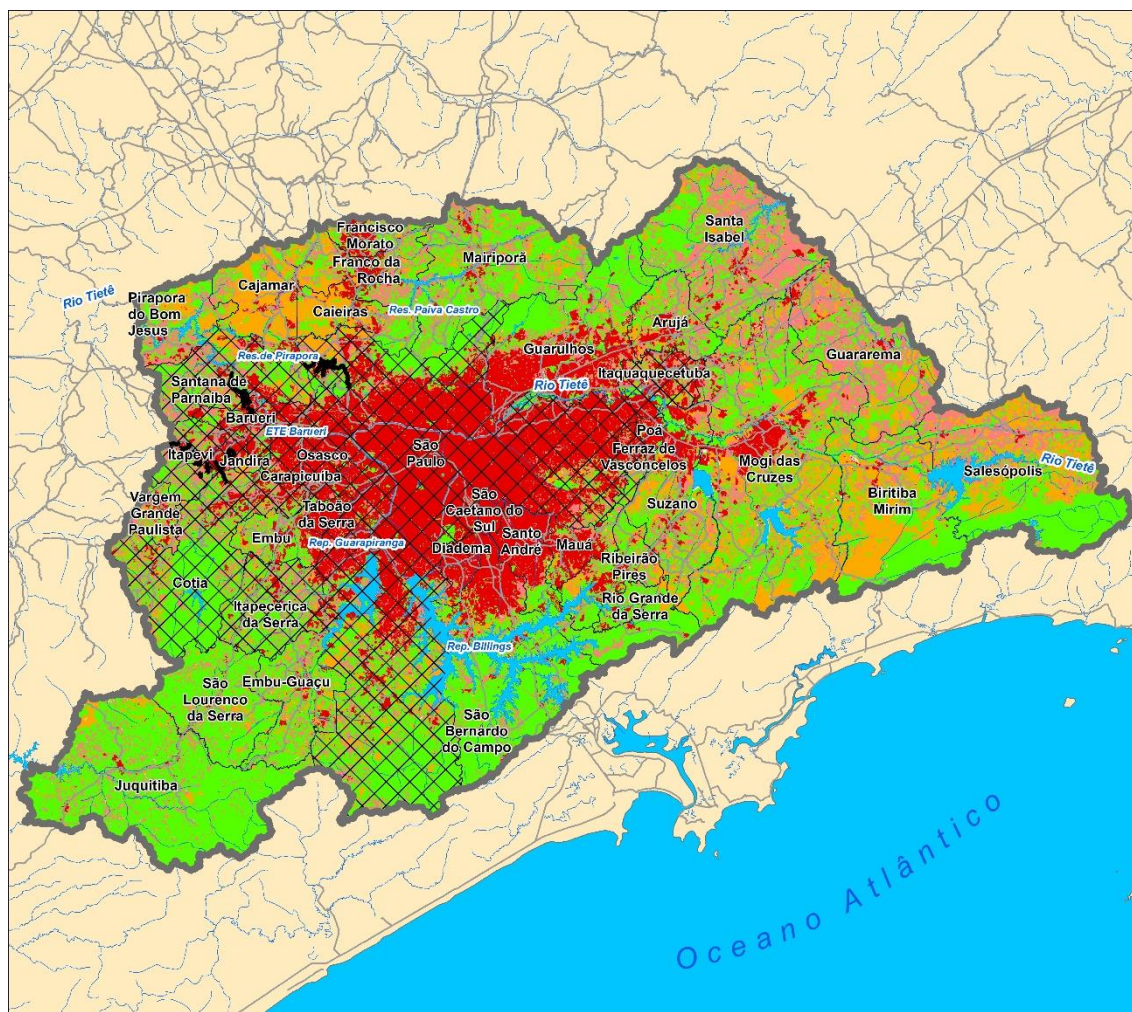 Santa
Isabel
Francisco
Morato
Franco da
Rocha
Mairiporã
Cajamar
Rio Tietê
Pirapora
do Bom
Jesus
Caieiras
Res. Paiva Castro
Arujá
Guarulhos
Guararema
Res.de Pirapora
Itaquaquecetuba
Santana de
Parnaíba
Rio Tietê
Barueri
ETE Barueri
Poá
São
Paulo
Ferraz de
Vasconcelos
Itapevi
Jandira
Osasco
Mogi das
Cruzes
Salesópolis
Rio Tietê
Carapicuíba
Biritiba
Mirim
Vargem
Grande
Paulista
Taboão
da Serra
São
Caetano do
Sul
Suzano
Embu
Rep. Guarapiranga
Diadema
Santo
André
Mauá
Ribeirão
Pires
Cotia
Itapecerica
da Serra
Rio Grande
da Serra
Rep. Billings
São
Lourenco
da Serra
Embu-Guaçu
São
Bernardo
do Campo
Juquitiba
Oceano Atlântico